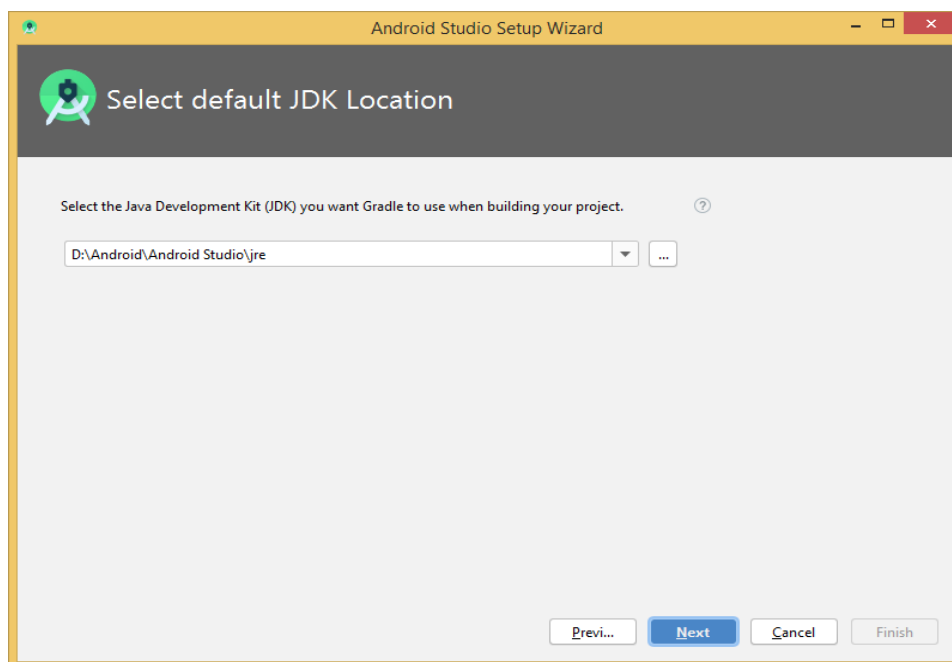 Android Studio Setup Wizard
Select default JDK Location
Select the Java Development Kit (JDK) you want Gradle to use when building your project.
?
D:\Android\Android Studio\jre
...
Previ... Next Cancel Finish